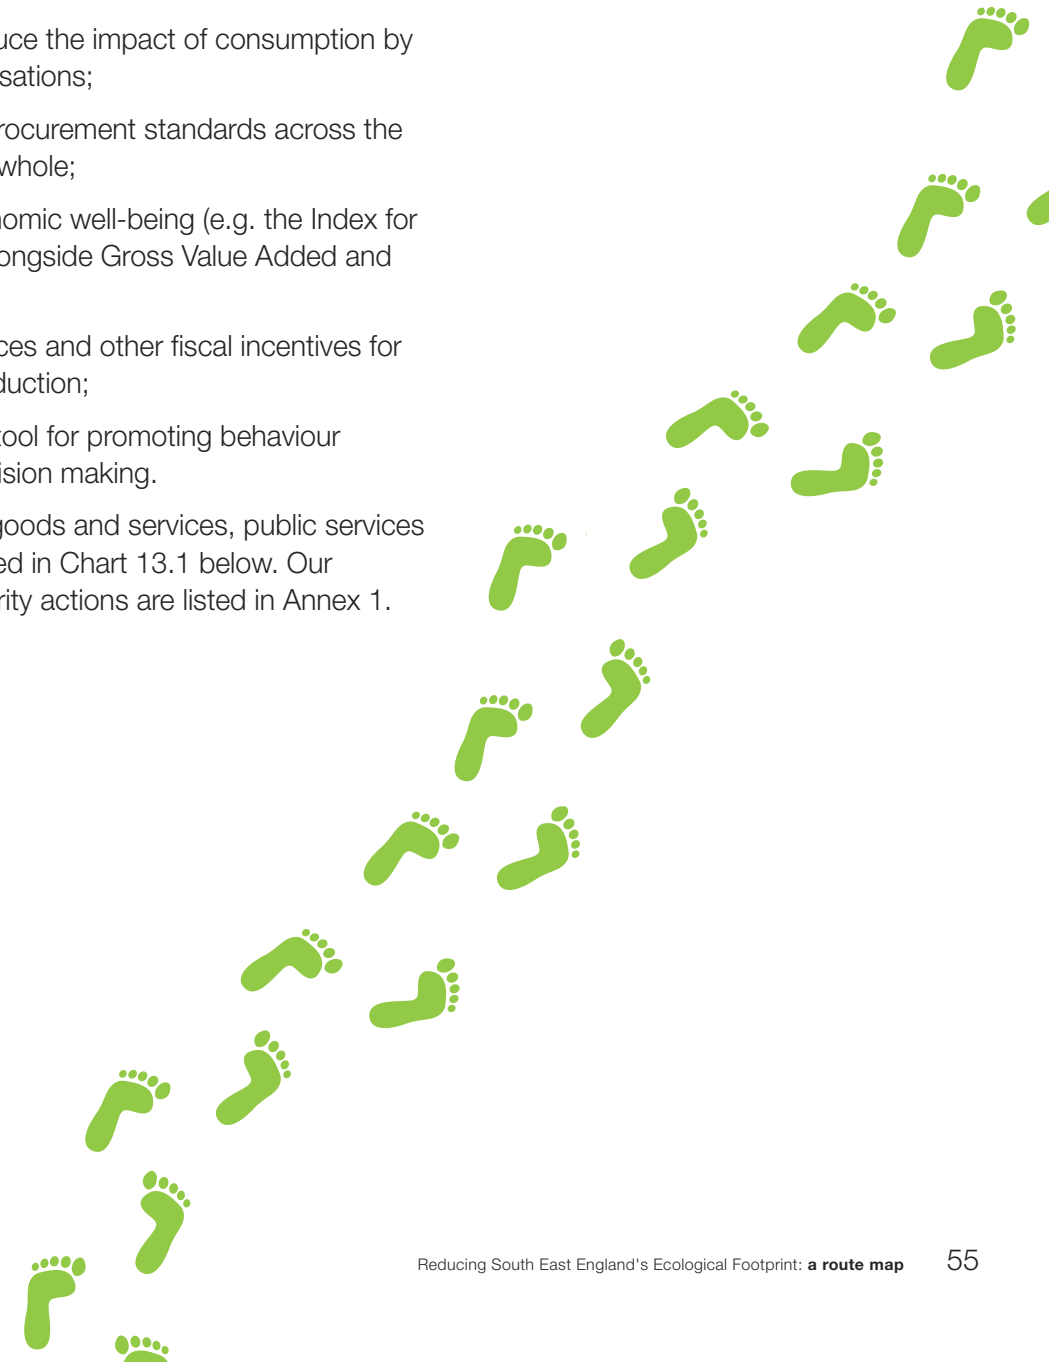 uce the impact of consumption by
sations;
rocurement standards across the
whole;
nomic well-being (e.g. the Index for
ongside Gross Value Added and
ces and other fiscal incentives for
duction;
tool for promoting behaviour
ision making.
goods and services, public services
ed in Chart 13.1 below. Our
rity actions are listed in Annex 1.
Reducing South East England's Ecological Footprint: a route map 55